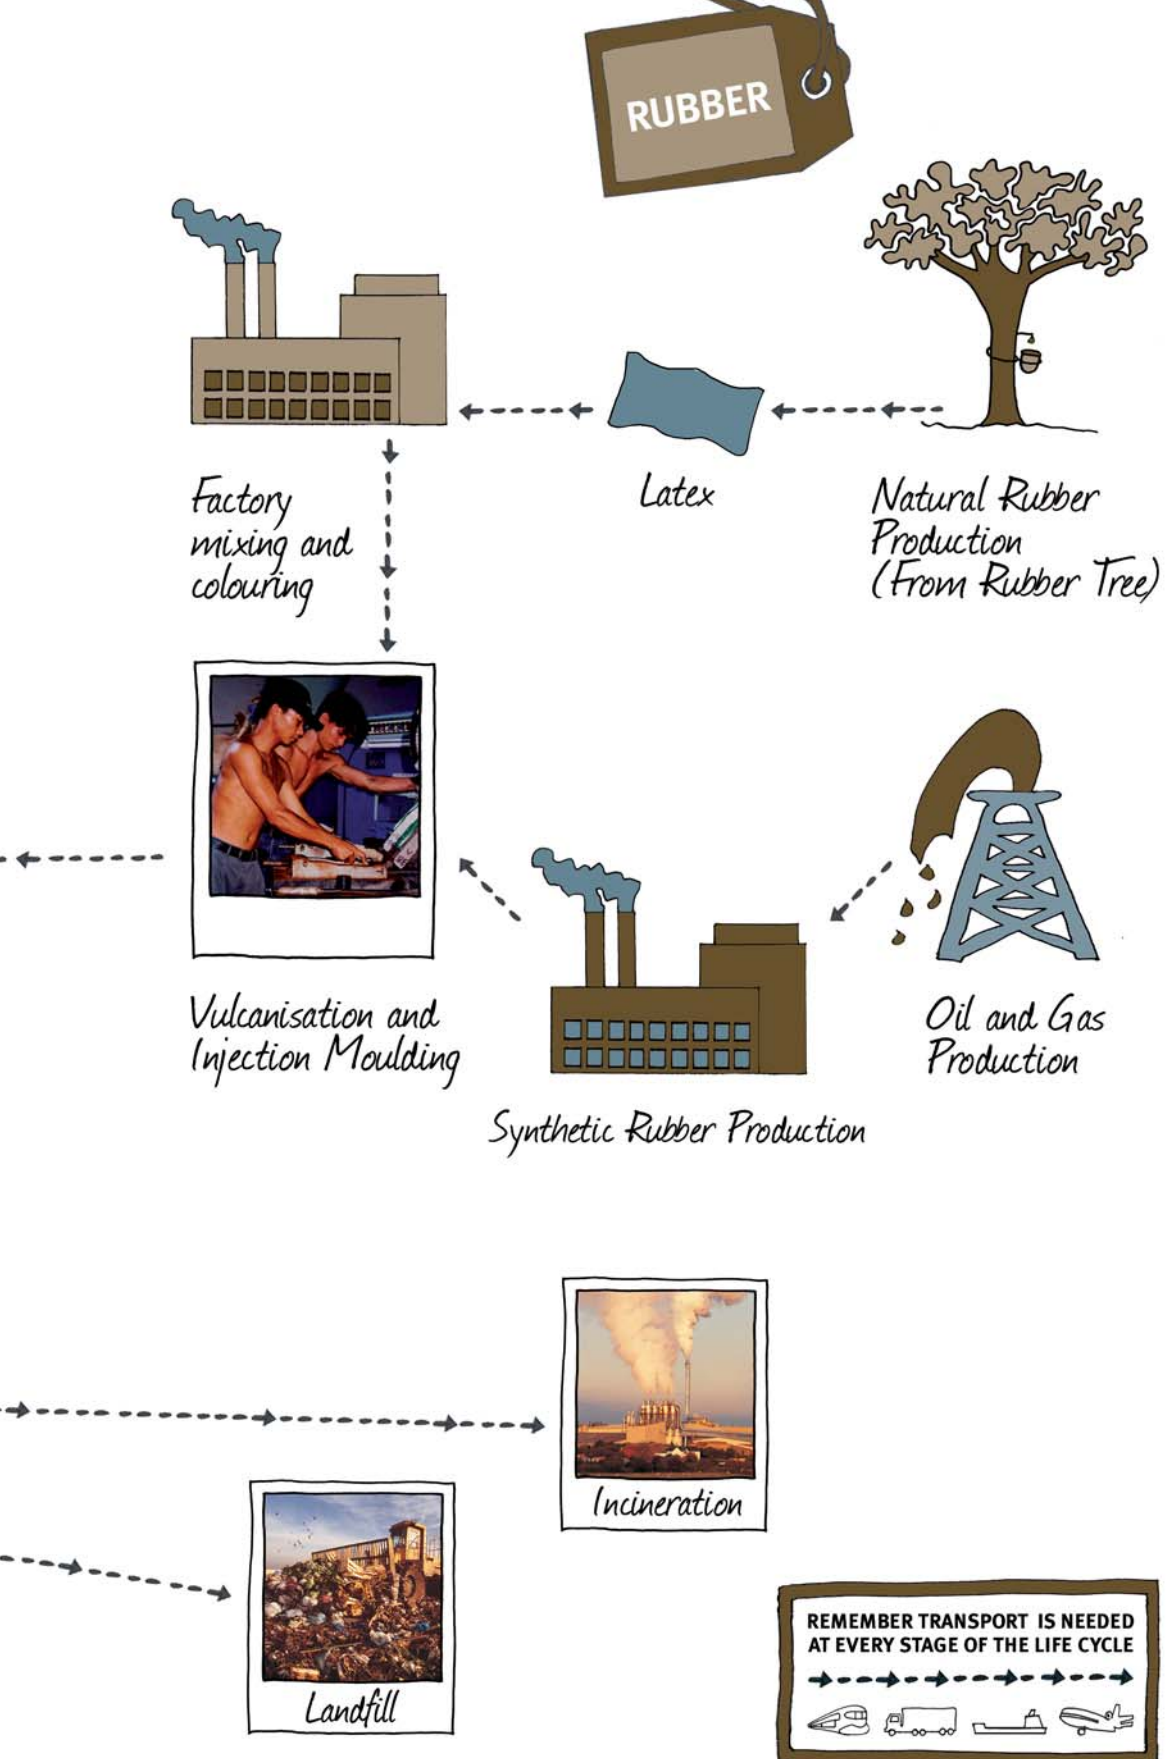 RUBBER
Factory
mixing and
colouring
Latex
Natural Rubber
Production
(From Rubber Tree)
Vulcanisation and
Injection Moulding
Oil and Gas
Production
Synthetic Rubber Production
Incineration
Landfill
REMEMBER TRANSPORT IS NEEDED
AT EVERY STAGE OF THE LIFE CYCLE